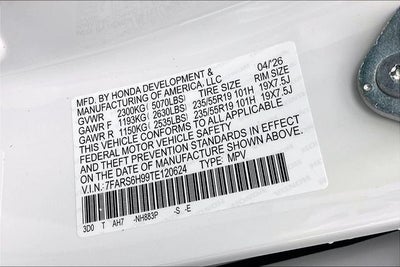 MFD. BY HONDA DEVELOPMENT &
MANUFACTURING OF AMERICA, LLC 04/'26
GVWR 2300KG (5070LBS) TIRE SIZE RIM SIZE
GAWR F 1193KG (2630LBS) 235/55R19 101H 19X7.5J
GAWR R 1150KG (2535LBS) 235/55R19 101H 19X7.5J
THIS VEHICLE CONFORMS TO ALL APPLICABLE
FEDERAL MOTOR VEHICLE SAFETY
AND THEFT PREVENTION STANDARDS IN EFFECT
ON THE DATE OF MANUFACTURE SHOWN ABOVE.
V.I.N.: 7FARS6H99TE120624 TYPE: MPV
3D0 T AH7 -NH883P -S -E